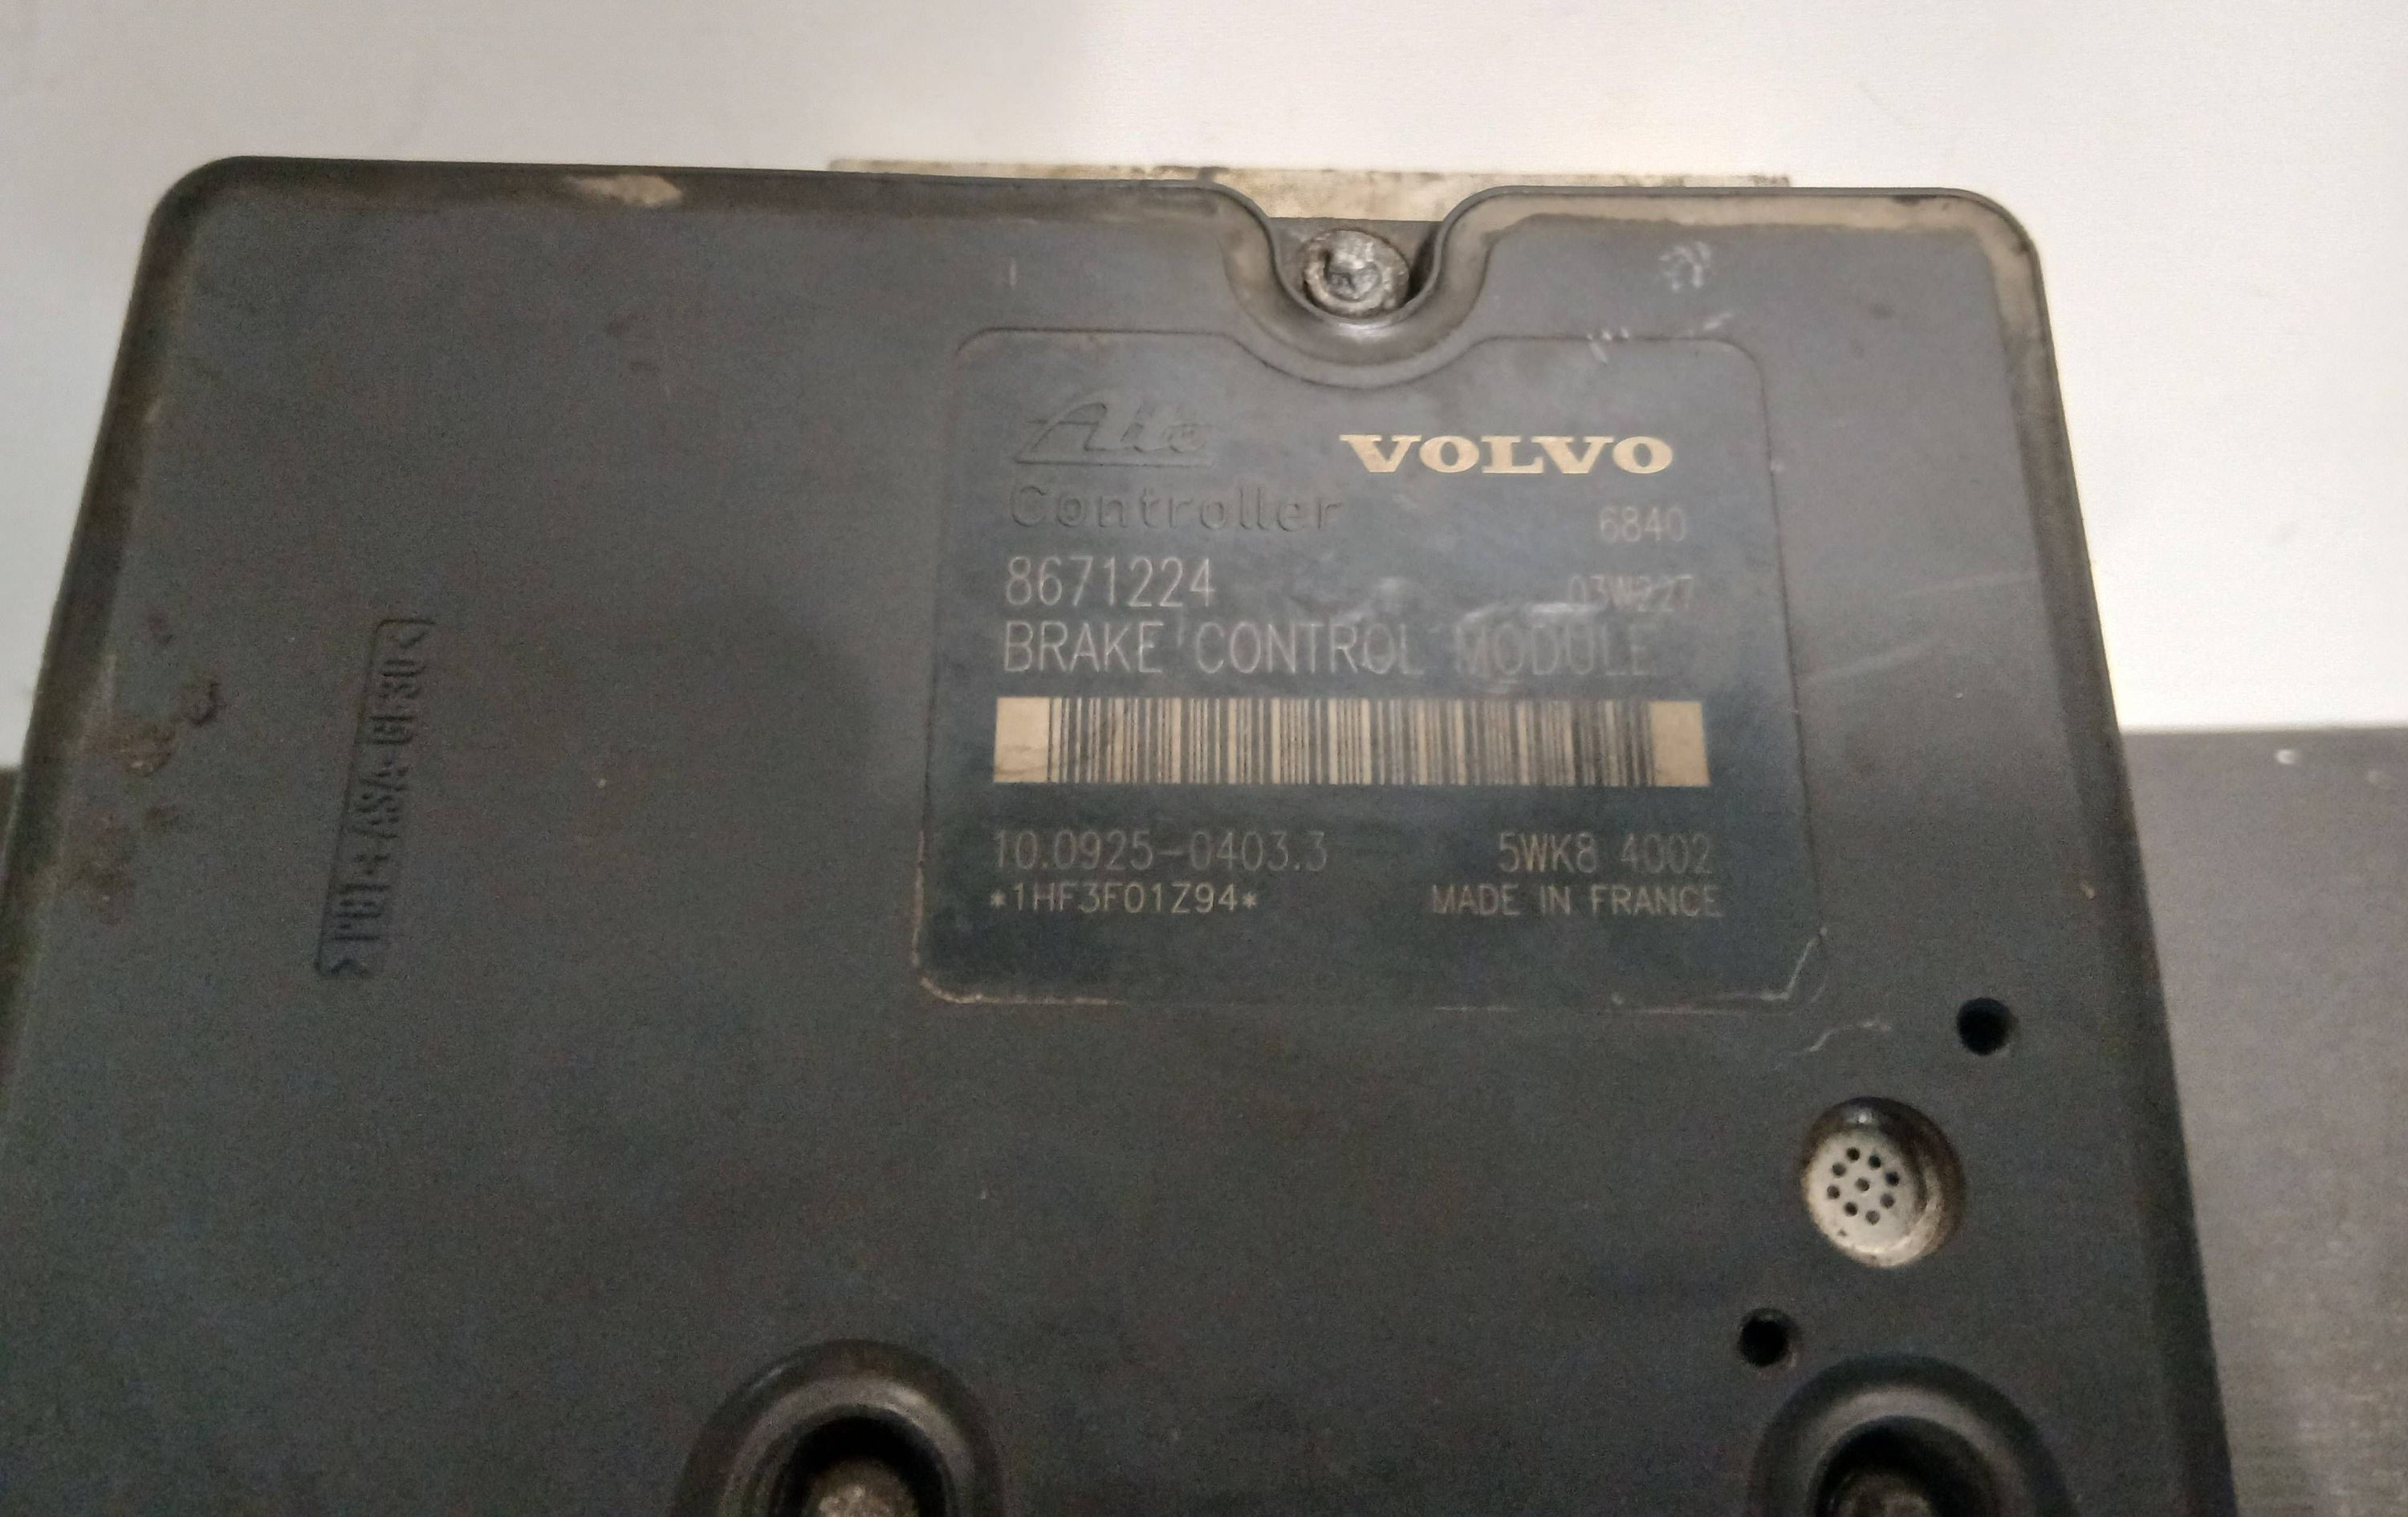 Ate
VOLVO
Controller
6840
8671224
03W227
BRAKE CONTROL MODULE
10.0925-0403.3
5WK8 4002
*1HF3F01Z94*
MADE IN FRANCE
>PBT+ASA-GF30<